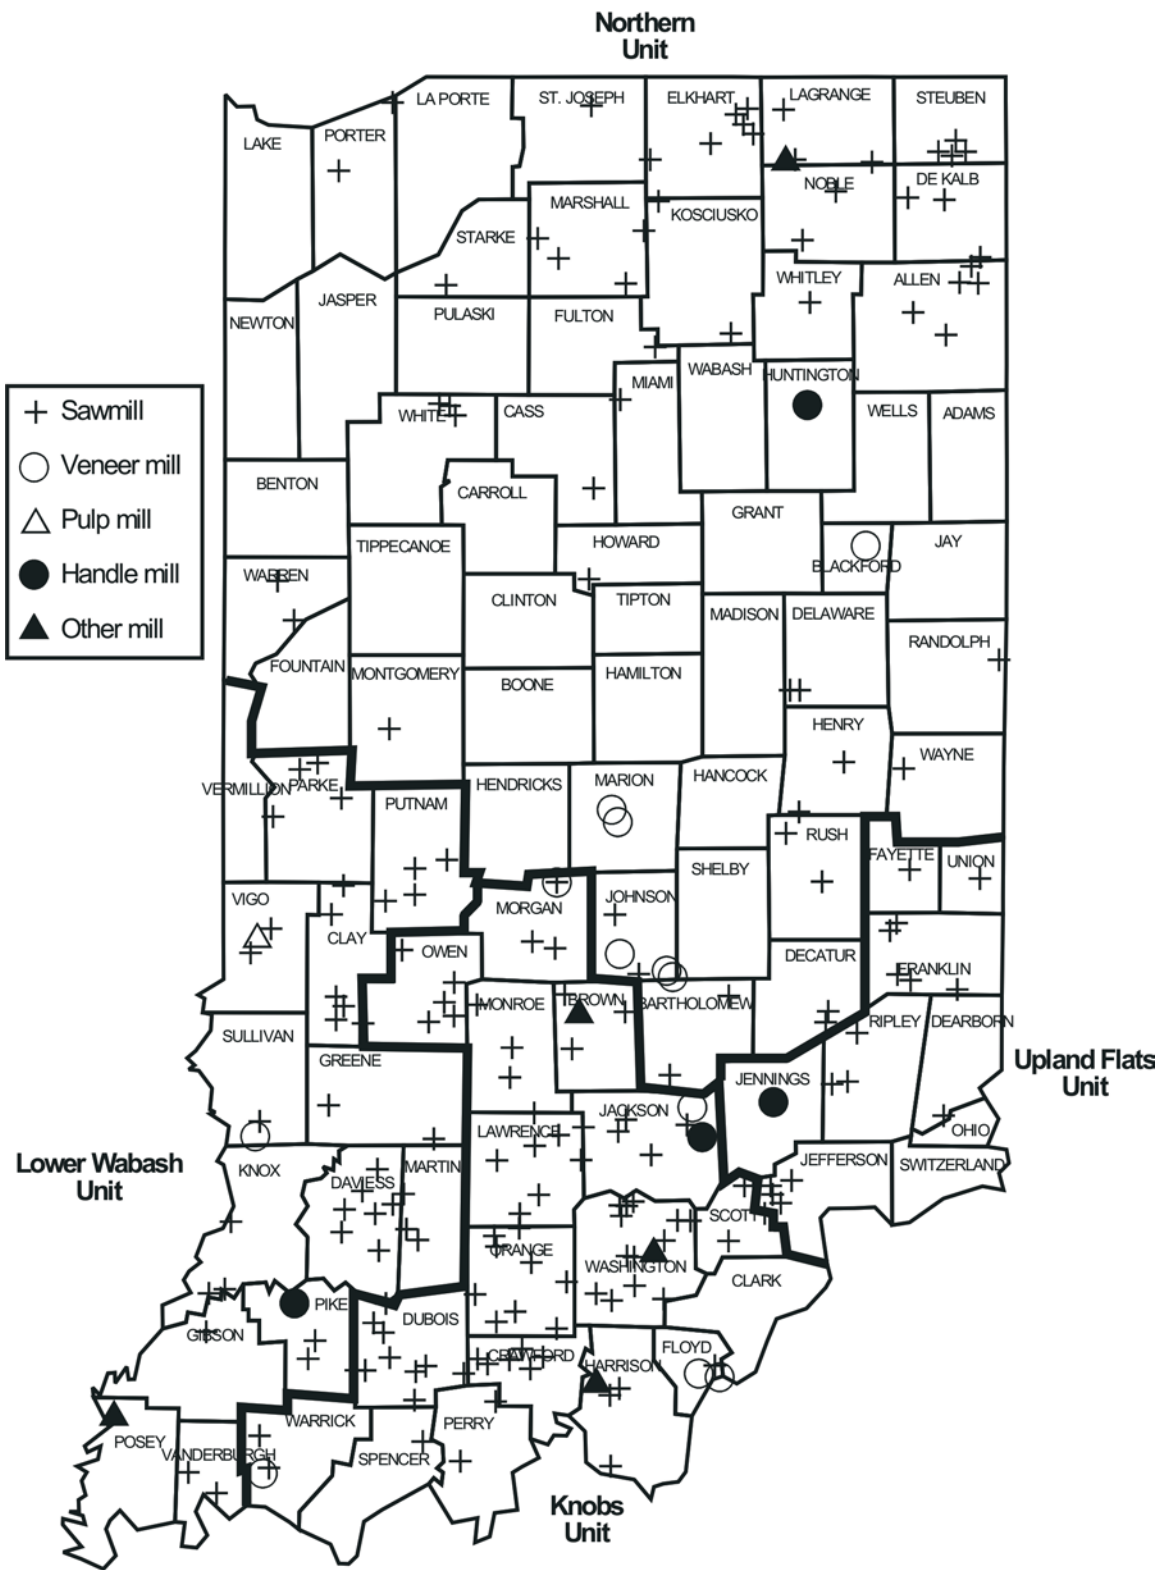 Northern
Unit
LA PORTE
ST. JOSEPH
ELKHART
LAGRANGE
STEUBEN
LAKE
PORTER
NOBLE
DE KALB
MARSHALL
KOSCIUSKO
STARKE
WHITLEY
ALLEN
JASPER
NEWTON
PULASKI
FULTON
WABASH
HUNTINGTON
MIAMI
Sawmill
WHITE
CASS
WELLS
ADAMS
Veneer mill
BENTON
CARROLL
Pulp mill
GRANT
TIPPECANOE
HOWARD
JAY
BLACKFORD
Handle mill
WARREN
CLINTON
TIPTON
MADISON
DELAWARE
Other mill
RANDOLPH
FOUNTAIN
MONTGOMERY
BOONE
HAMILTON
HENRY
WAYNE
VERMILLION
PARKE
HENDRICKS
MARION
HANCOCK
PUTNAM
RUSH
FAYETTE
UNION
SHELBY
VIGO
MORGAN
JOHNSON
CLAY
OWEN
DECATUR
FRANKLIN
MONROE
BROWN
BARTHOLOMEW
RIPLEY
DEARBORN
SULLIVAN
GREENE
Upland Flats
Unit
JENNINGS
JACKSON
LAWRENCE
OHIO
Lower Wabash
Unit
KNOX
DAVIESS
MARTIN
JEFFERSON
SWITZERLAND
SCOTT
ORANGE
WASHINGTON
CLARK
PIKE
DUBOIS
GIBSON
CRAWFORD
HARRISON
FLOYD
POSEY
VANDERBURGH
WARRICK
SPENCER
PERRY
Knobs
Unit